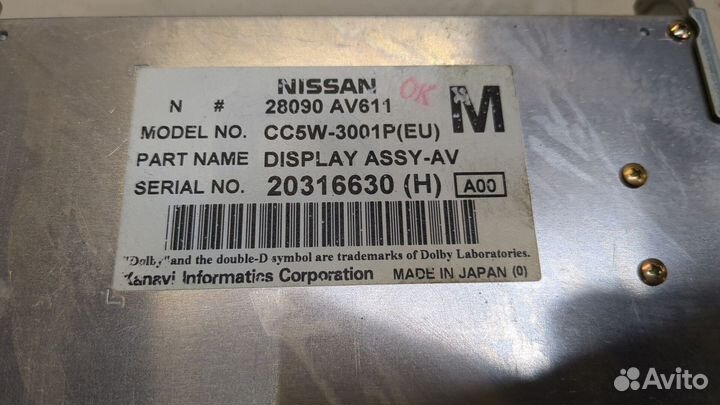 NISSAN
OK
M
N # 28090 AV611
MODEL NO. CC5W-3001P(EU)
PART NAME DISPLAY ASSY-AV
SERIAL NO. 20316630 (H) A00
"Dolby"and the double-D symbol are trademarks of Dolby Laboratories.
Xanavi Informatics Corporation MADE IN JAPAN (0)
Avito